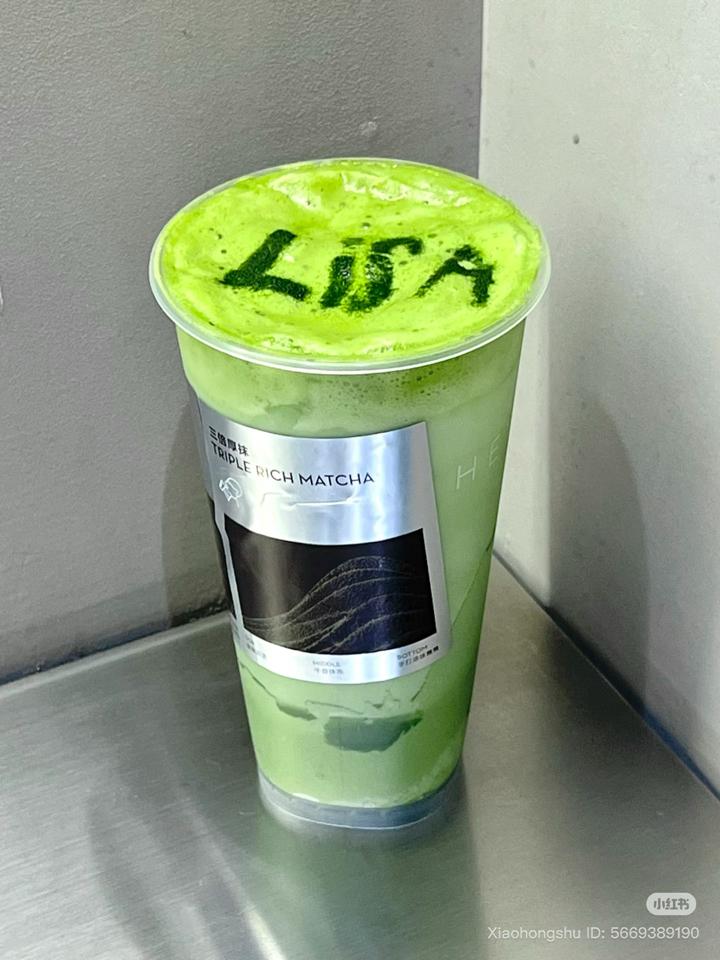 LISA
三倍厚抹
TRIPLE RICH MATCHA
HE
MIDDLE
BOTTOM
小红书
Xiaohongshu ID: 5669389190